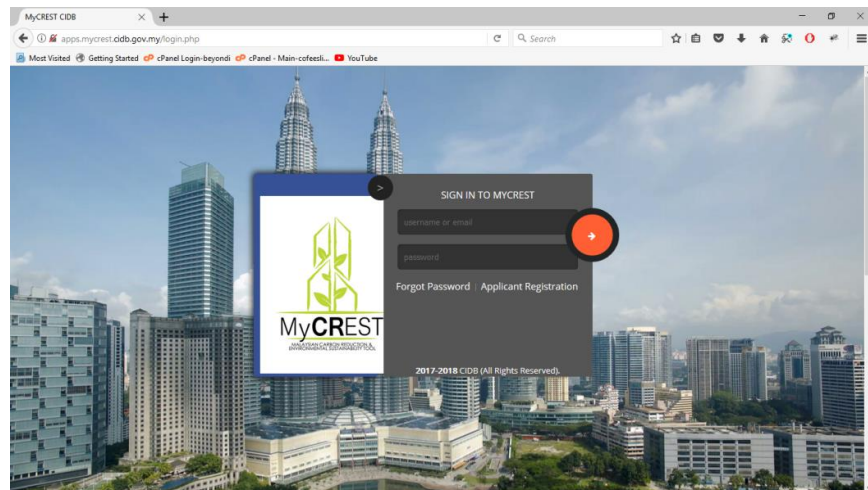 MyCREST CIDB
apps.mycrest.cidb.gov.my/login.php
Search
Most Visited Getting Started cPanel Login-beyondi cPanel - Main-cofeesli... YouTube
>
SIGN IN TO MYCREST
username or email
password
Forgot Password | Applicant Registration
MyCREST
MALAYSIAN CARBON REDUCTION &
ENVIRONMENTAL SUSTAINABILITY TOOL
2017-2018 CIDB (All Rights Reserved).